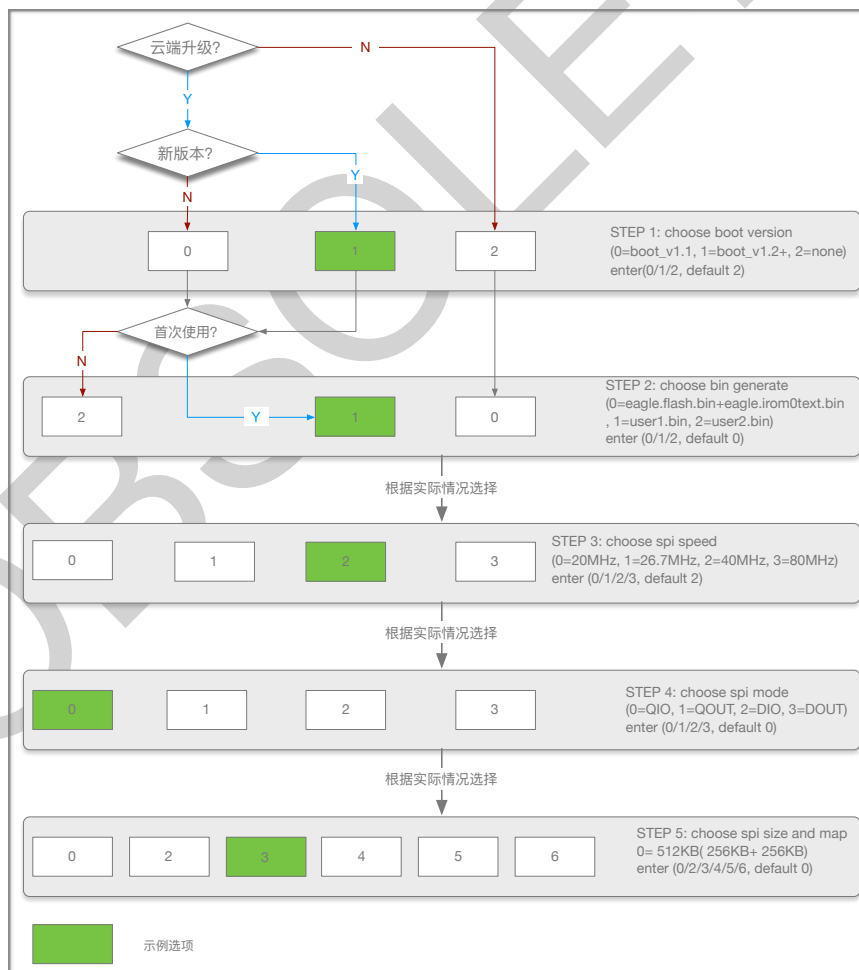 云端升级?
N
Y
新版本?
Y
N
0
1
2
STEP 1: choose boot version
(0=boot_v1.1, 1=boot_v1.2+, 2=none)
enter(0/1/2, default 2)
首次使用?
N
Y
2
1
0
STEP 2: choose bin generate
(0=eagle.flash.bin+eagle.irom0text.bin
, 1=user1.bin, 2=user2.bin)
enter (0/1/2, default 0)
根据实际情况选择
0
1
2
3
STEP 3: choose spi speed
(0=20MHz, 1=26.7MHz, 2=40MHz, 3=80MHz)
enter (0/1/2/3, default 2)
根据实际情况选择
0
1
2
3
STEP 4: choose spi mode
(0=QIO, 1=QOUT, 2=DIO, 3=DOUT)
enter (0/1/2/3, default 0)
根据实际情况选择
0
2
3
4
5
6
STEP 5: choose spi size and map
0= 512KB( 256KB+ 256KB)
enter (0/2/3/4/5/6, default 0)
示例选项
OBSOLETE